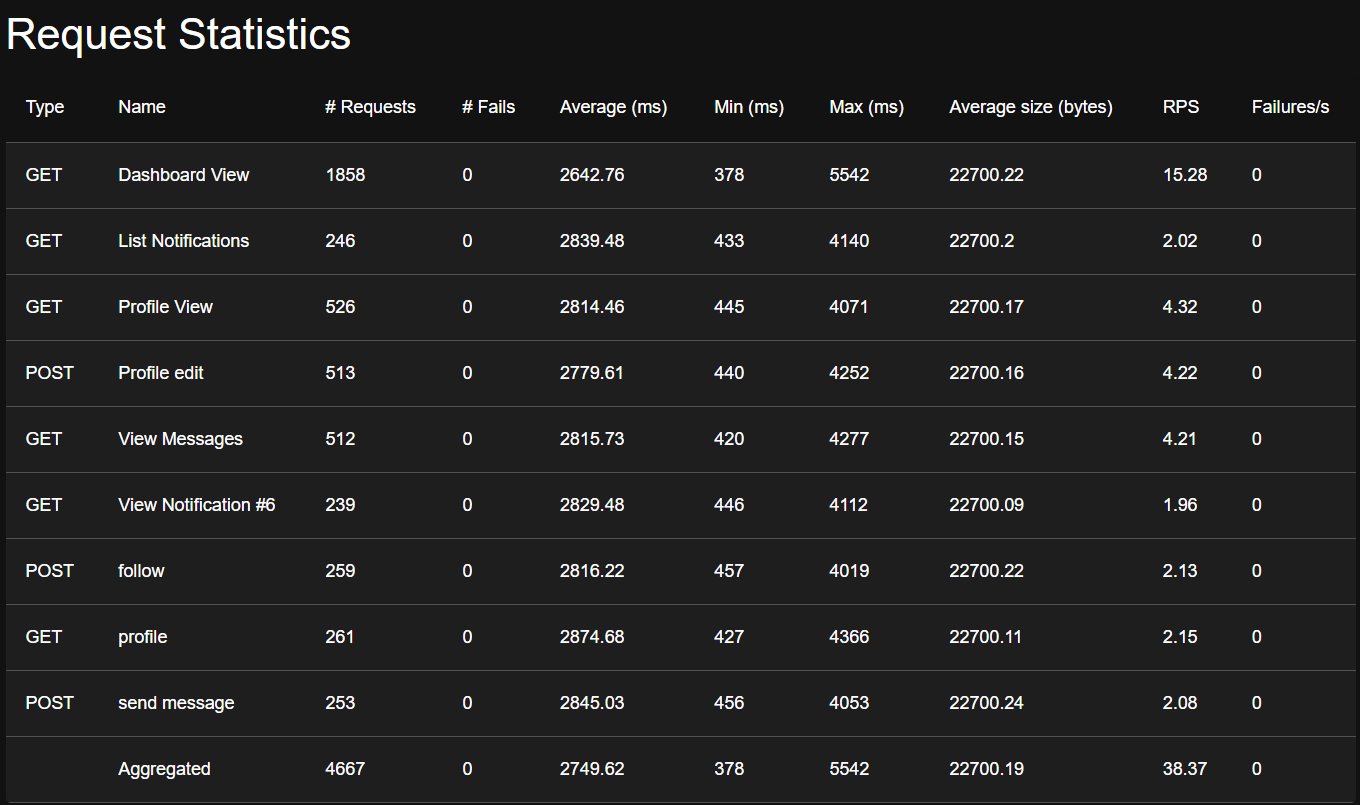 Request Statistics
Type Name # Requests # Fails Average (ms) Min (ms) Max (ms) Average size (bytes) RPS Failures/s
GET Dashboard View 1858 0 2642.76 378 5542 22700.22 15.28 0
GET List Notifications 246 0 2839.48 433 4140 22700.2 2.02 0
GET Profile View 526 0 2814.46 445 4071 22700.17 4.32 0
POST Profile edit 513 0 2779.61 440 4252 22700.16 4.22 0
GET View Messages 512 0 2815.73 420 4277 22700.15 4.21 0
GET View Notification #6 239 0 2829.48 446 4112 22700.09 1.96 0
POST follow 259 0 2816.22 457 4019 22700.22 2.13 0
GET profile 261 0 2874.68 427 4366 22700.11 2.15 0
POST send message 253 0 2845.03 456 4053 22700.24 2.08 0
Aggregated 4667 0 2749.62 378 5542 22700.19 38.37 0